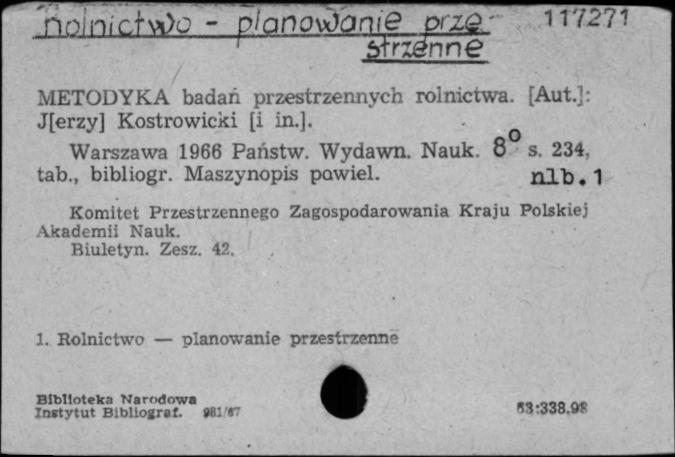 Rolnictwo - planowanie prze- 117271
strzenne
METODYKA badań przestrzennych rolnictwa. [Aut.]:
J[erzy] Kostrowicki [i in.].
Warszawa 1966 Państw. Wydawn. Nauk. 8° s. 234,
tab., bibliogr. Maszynopis powiel. nlb. 1
Komitet Przestrzennego Zagospodarowania Kraju Polskiej
Akademii Nauk.
Biuletyn. Zesz. 42.
1. Rolnictwo — planowanie przestrzenne
Biblioteka Narodowa
Instytut Bibliograf. 981/67 63:338.98